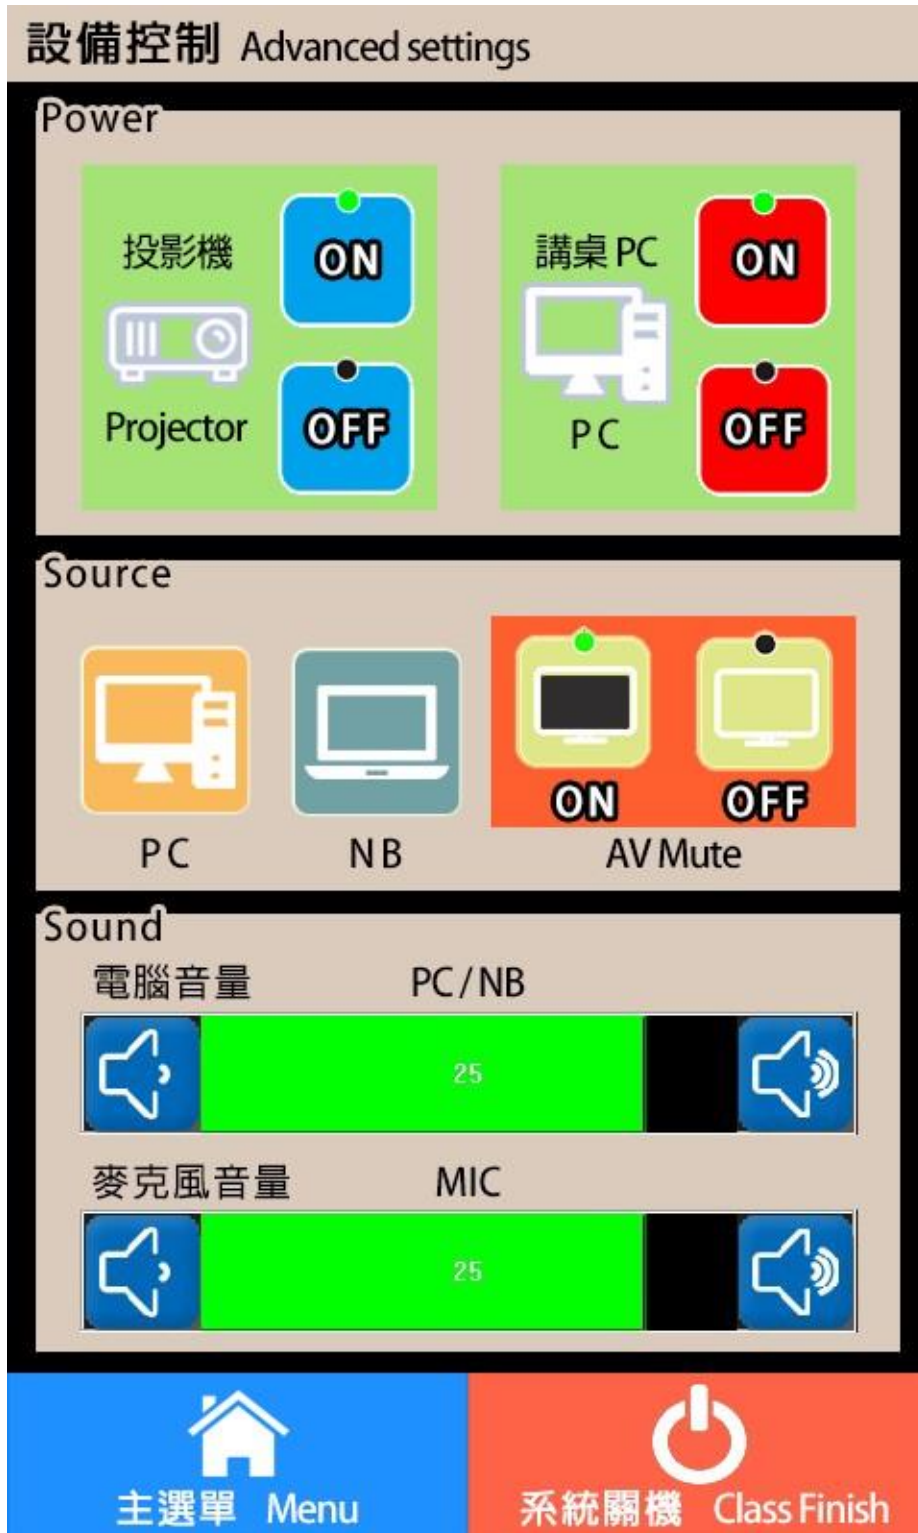 設備控制 Advanced settings
Power
投影機
ON
Projector
OFF
講桌 PC
ON
PC
OFF
Source
PC
NB
ON
OFF
AV Mute
Sound
電腦音量 PC/NB
25
麥克風音量 MIC
25
主選單 Menu
系統關機 Class Finish